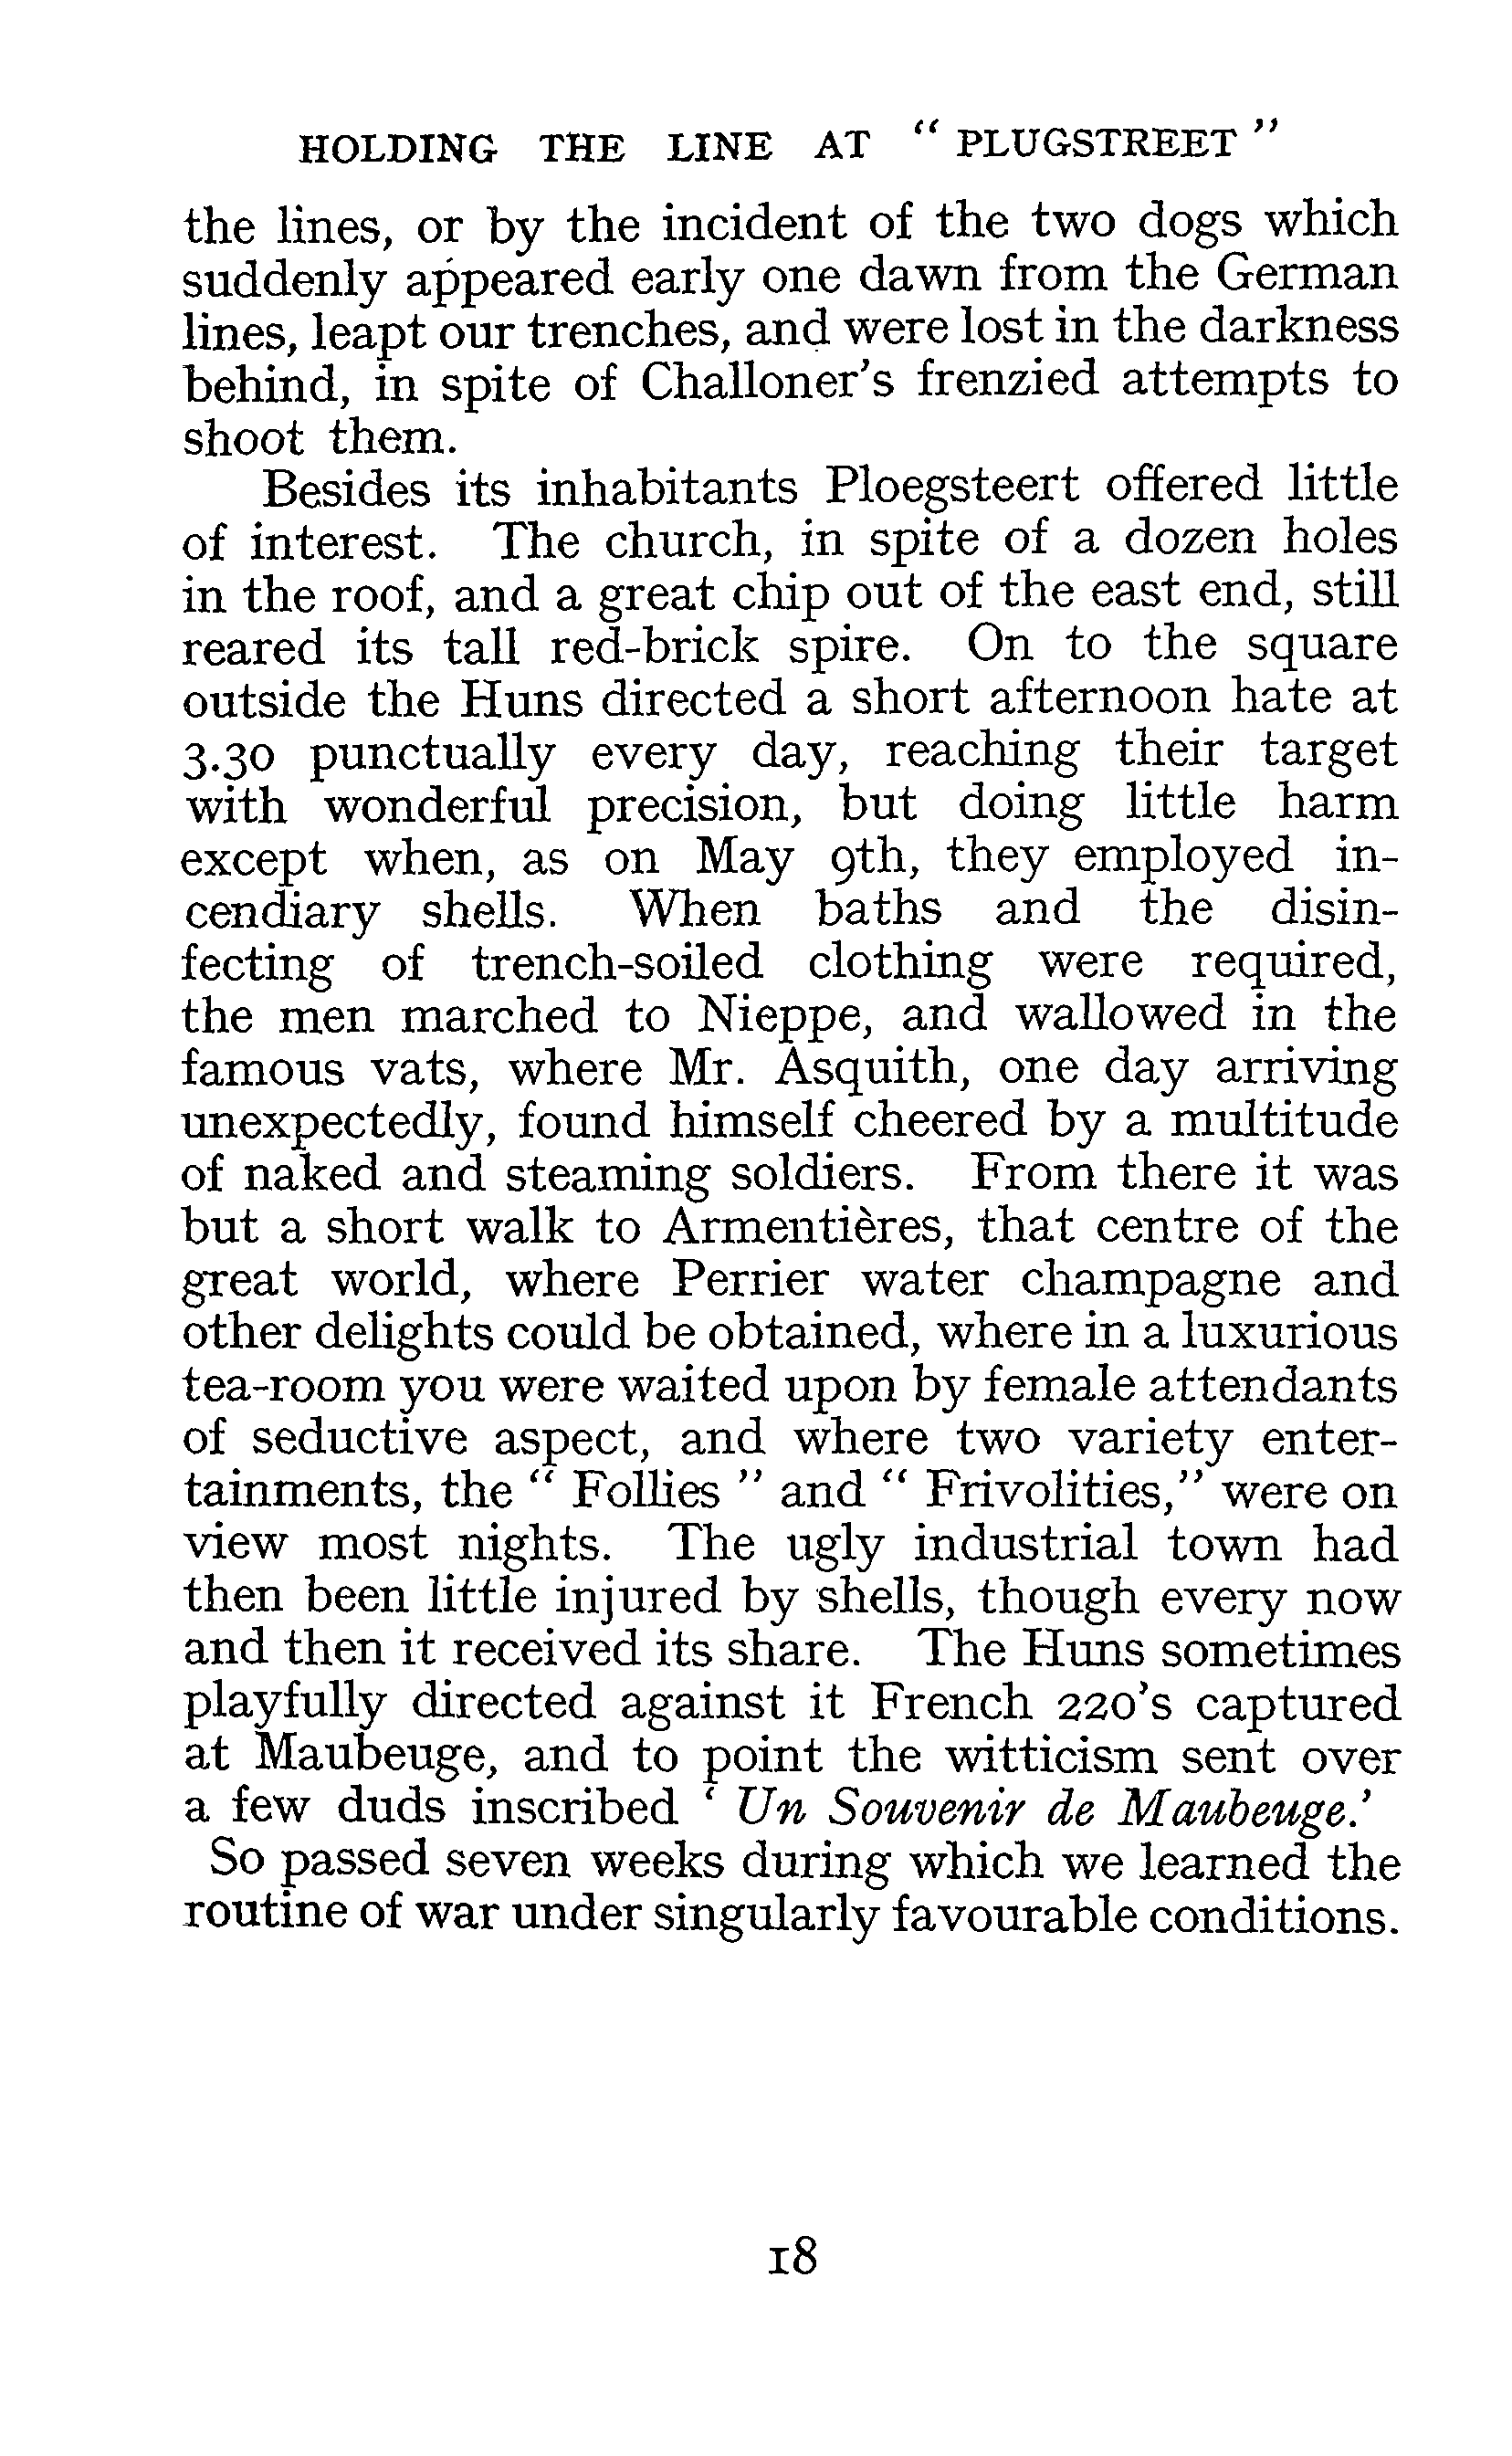 HOLDING THE LINE AT “ PLUGSTREET ”
the lines, or by the incident of the two dogs which
suddenly appeared early one dawn from the German
lines, leapt our trenches, and were lost in the darkness
behind, in spite of Challoner’s frenzied attempts to
shoot them.
Besides its inhabitants Ploegsteert offered little
of interest. The church, in spite of a dozen holes
in the roof, and a great chip out of the east end, still
reared its tall red-brick spire. On to the square
outside the Huns directed a short afternoon hate at
3.30 punctually every day, reaching their target
with wonderful precision, but doing little harm
except when, as on May 9th, they employed in-
cendiary shells. When baths and the disin-
fecting of trench-soiled clothing were required,
the men marched to Nieppe, and wallowed in the
famous vats, where Mr. Asquith, one day arriving
unexpectedly, found himself cheered by a multitude
of naked and steaming soldiers. From there it was
but a short walk to Armentières, that centre of the
great world, where Perrier water champagne and
other delights could be obtained, where in a luxurious
tea-room you were waited upon by female attendants
of seductive aspect, and where two variety enter-
tainments, the “ Follies ” and “ Frivolities,” were on
view most nights. The ugly industrial town had
then been little injured by shells, though every now
and then it received its share. The Huns sometimes
playfully directed against it French 220’s captured
at Maubeuge, and to point the witticism sent over
a few duds inscribed ‘ Un Souvenir de Maubeuge.’
So passed seven weeks during which we learned the
routine of war under singularly favourable conditions.
18